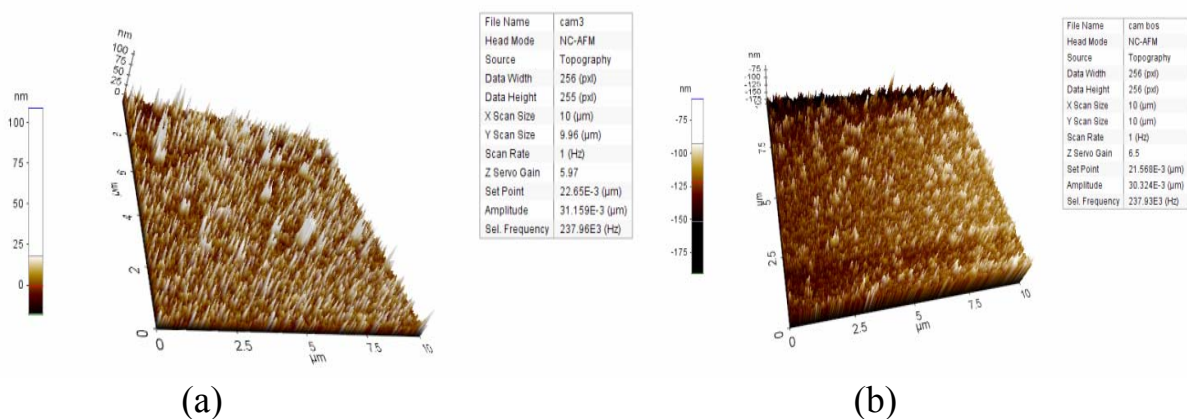 nm
100
75
50
25
0
nm
100
75
50
25
0
8
6
4
2
0
0
2.5
5
7.5
10
µm
µm
File Name cam3
Head Mode NC-AFM
Source Topography
Data Width 256 (pxl)
Data Height 255 (pxl)
X Scan Size 10 (µm)
Y Scan Size 9.96 (µm)
Scan Rate 1 (Hz)
Z Servo Gain 5.97
Set Point 22.65E-3 (µm)
Amplitude 31.159E-3 (µm)
Sel. Frequency 237.96E3 (Hz)
nm
-75
-100
-125
-150
-175
nm
-75
-100
-125
-150
-175
7.5
5
2.5
0
µm
0
2.5
5
7.5
10
µm
File Name cam bos
Head Mode NC-AFM
Source Topography
Data Width 256 (pxl)
Data Height 256 (pxl)
X Scan Size 10 (µm)
Y Scan Size 10 (µm)
Scan Rate 1 (Hz)
Z Servo Gain 6.5
Set Point 21.568E-3 (µm)
Amplitude 30.324E-3 (µm)
Sel. Frequency 237.93E3 (Hz)
(a)
(b)